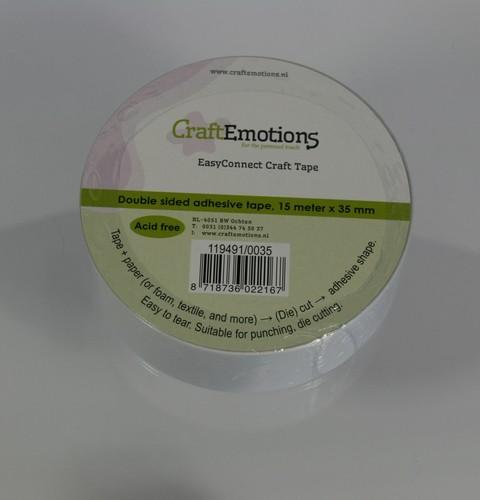 www.craftemotions.nl
CraftEmotions
for the personal touch
EasyConnect Craft Tape
Double sided adhesive tape, 15 meter x 35 mm
Acid free
NL-4051 BW Ochten
T: 0031 (0)344 74 50 37
I: www.craftemotions.nl
119491/0035
8 718736 022167
Tape + paper (or foam, textile, and more) → (Die) cut → adhesive shape.
Easy to tear. Suitable for punching, die cutting.